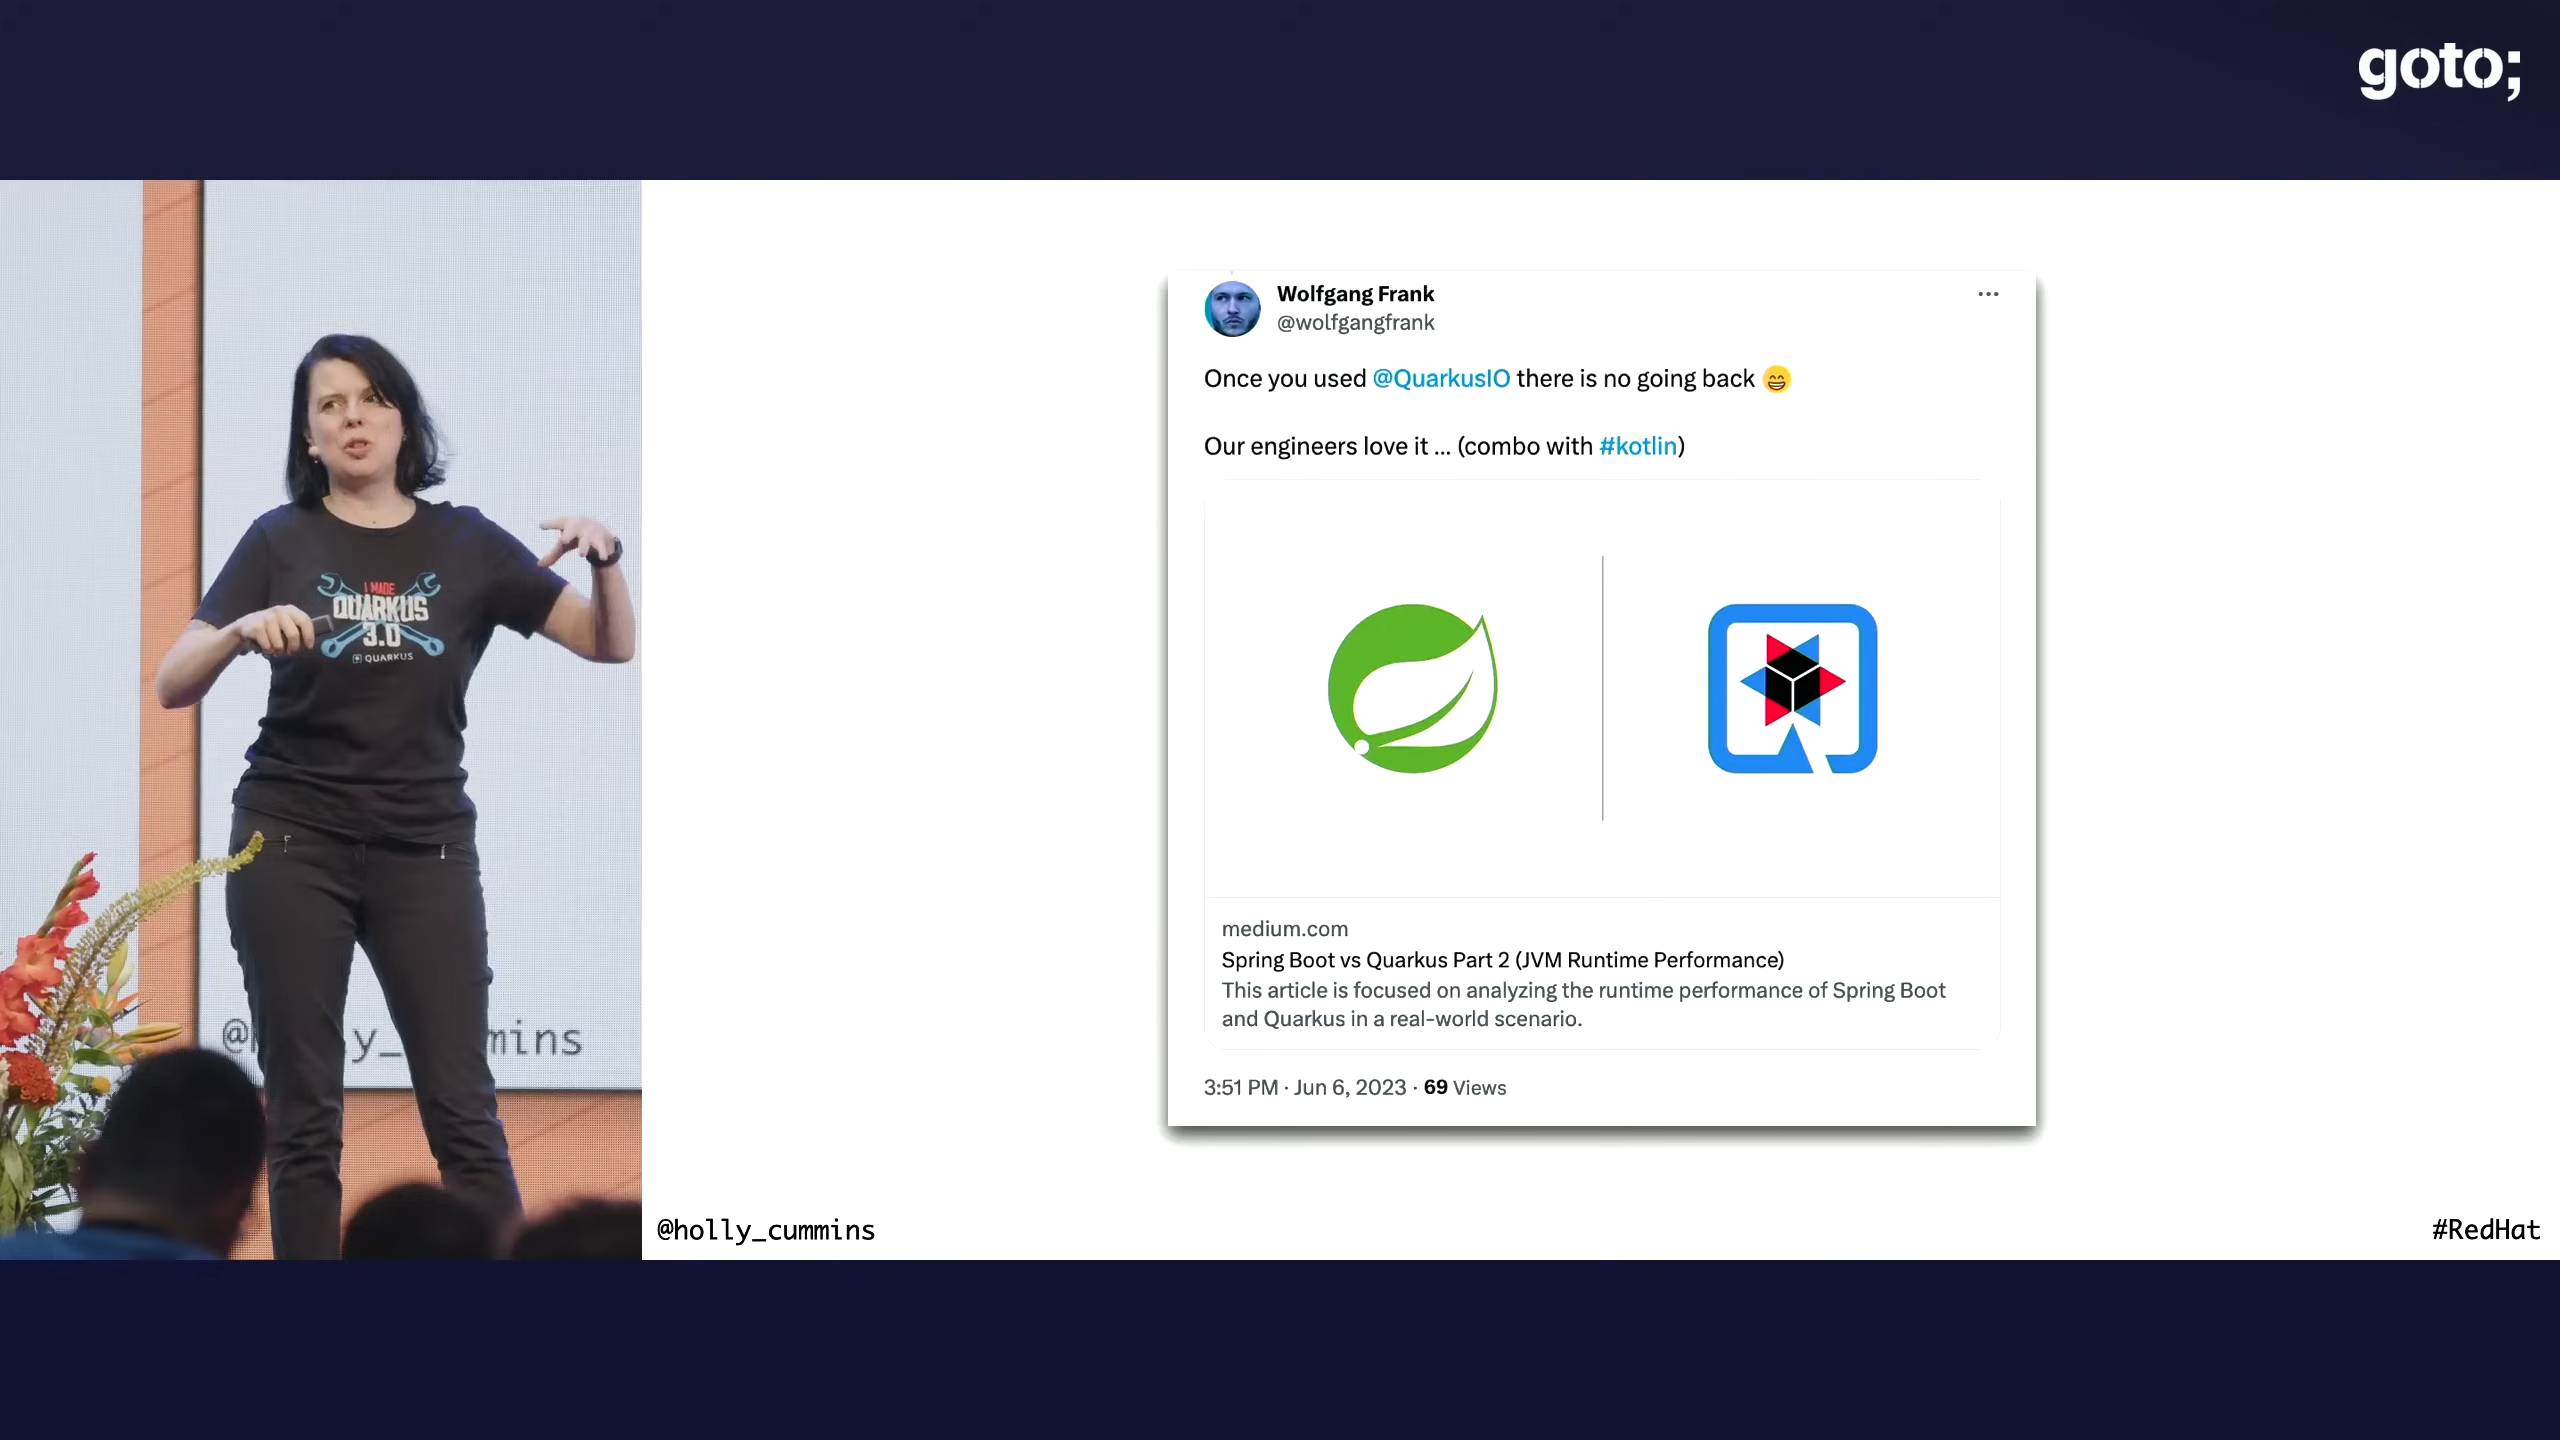 goto;
I MADE
QUARKUS
3.0
QUARKUS
mins
Wolfgang Frank
@wolfgangfrank
Once you used @QuarkusIO there is no going back 😁
Our engineers love it ... (combo with #kotlin)
medium.com
Spring Boot vs Quarkus Part 2 (JVM Runtime Performance)
This article is focused on analyzing the runtime performance of Spring Boot
and Quarkus in a real-world scenario.
3:51 PM · Jun 6, 2023 · 69 Views
@holly_cummins
#RedHat